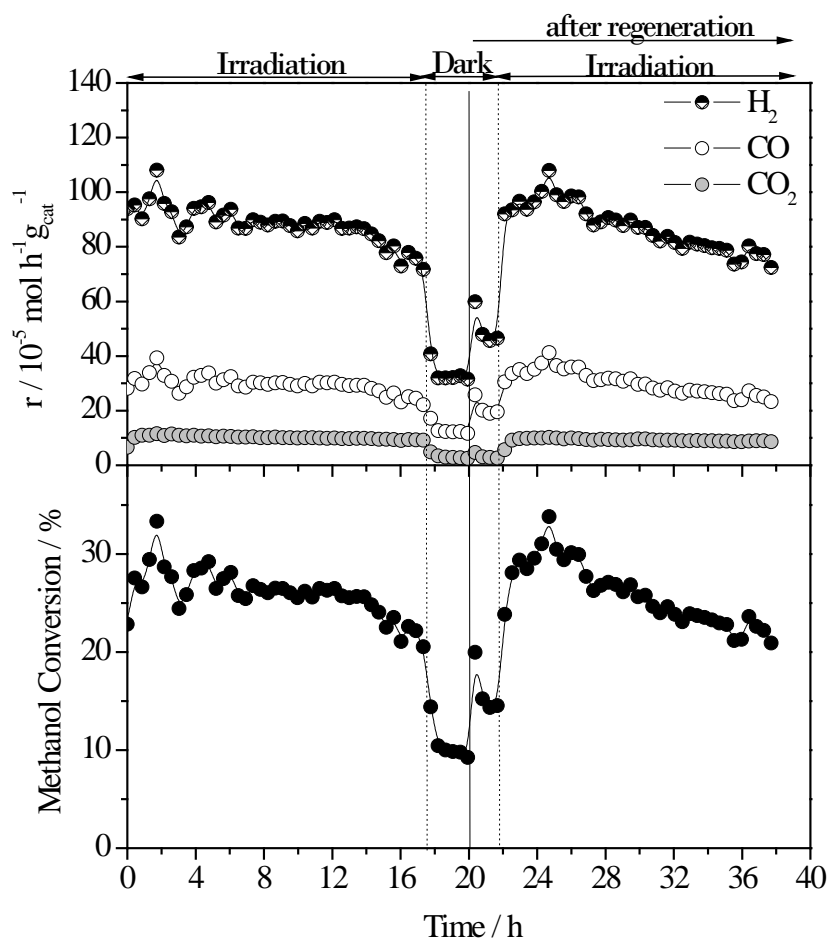 after regeneration
Irradiation Dark Irradiation
140
120
100
80
60
40
20
0
r / 10⁻⁵ mol h⁻¹g_cat⁻¹
H₂
CO
CO₂
30
20
10
0
Methanol Conversion / %
0 4 8 12 16 20 24 28 32 36 40
Time / h